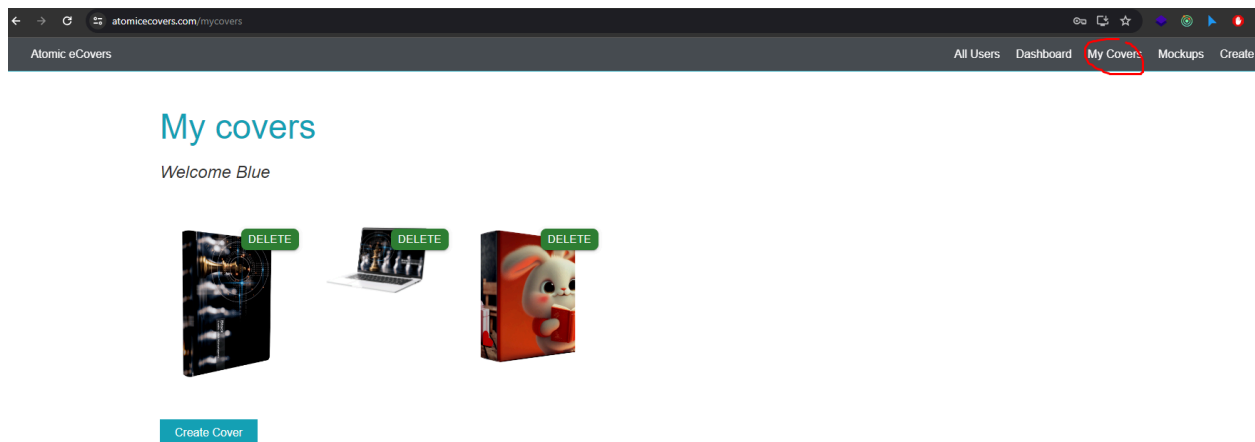 atomicecovers.com/mycovers
Atomic eCovers
All Users Dashboard My Covers Mockups Create
My covers
Welcome Blue
DELETE DELETE DELETE
Create Cover